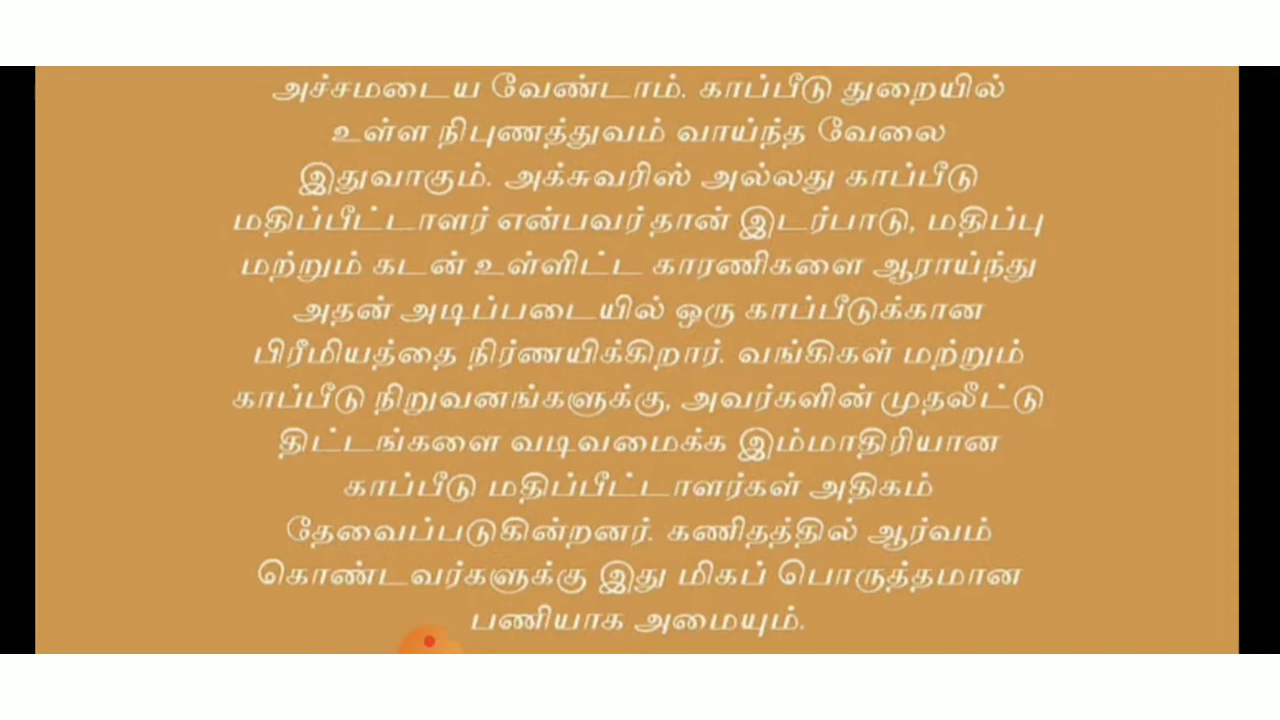 அச்சமடைய வேண்டாம். காப்பீடு துறையில்
உள்ள நிபுணத்துவம் வாய்ந்த வேலை
இதுவாகும். அக்சுவரிஸ் அல்லது காப்பீடு
மதிப்பீட்டாளர் என்பவர்தான் இடர்பாடு, மதிப்பு
மற்றும் கடன் உள்ளிட்ட காரணிகளை ஆராய்ந்து
அதன் அடிப்படையில் ஒரு காப்பீடுக்கான
பிரீமியத்தை நிர்ணயிக்கிறார். வங்கிகள் மற்றும்
காப்பீடு நிறுவனங்களுக்கு, அவர்களின் முதலீட்டு
திட்டங்களை வடிவமைக்க இம்மாதிரியான
காப்பீடு மதிப்பீட்டாளர்கள் அதிகம்
தேவைப்படுகின்றனர். கணிதத்தில் ஆர்வம்
கொண்டவர்களுக்கு இது மிகப் பொருத்தமான
பணியாக அமையும்.